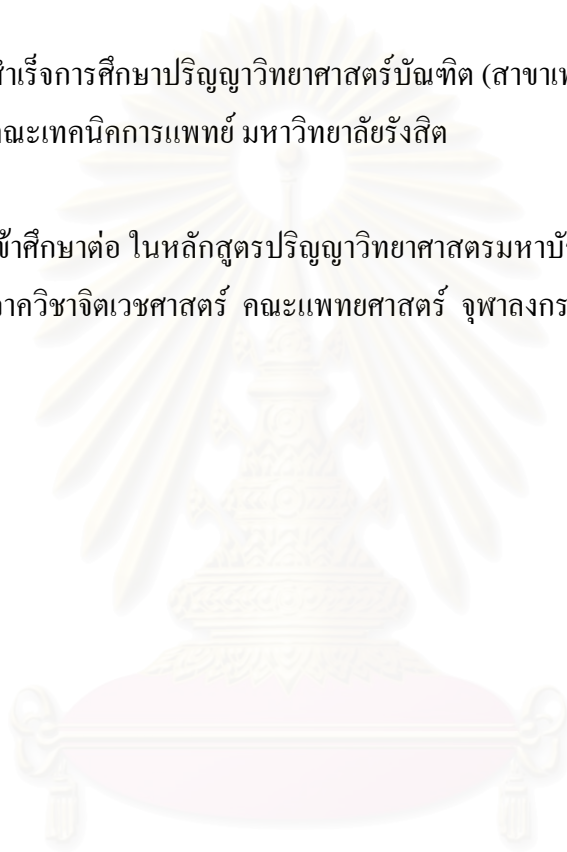 สำเร็จการศึกษาปริญญาวิทยาศาสตร์บัณฑิต (สาขาเท
คณะเทคนิคการแพทย์ มหาวิทยาลัยรังสิต
เข้าศึกษาต่อ ในหลักสูตรปริญญาวิทยาศาสตรมหาบั
ภาควิชาจิตเวชศาสตร์ คณะแพทยศาสตร์ จุฬาลงกร